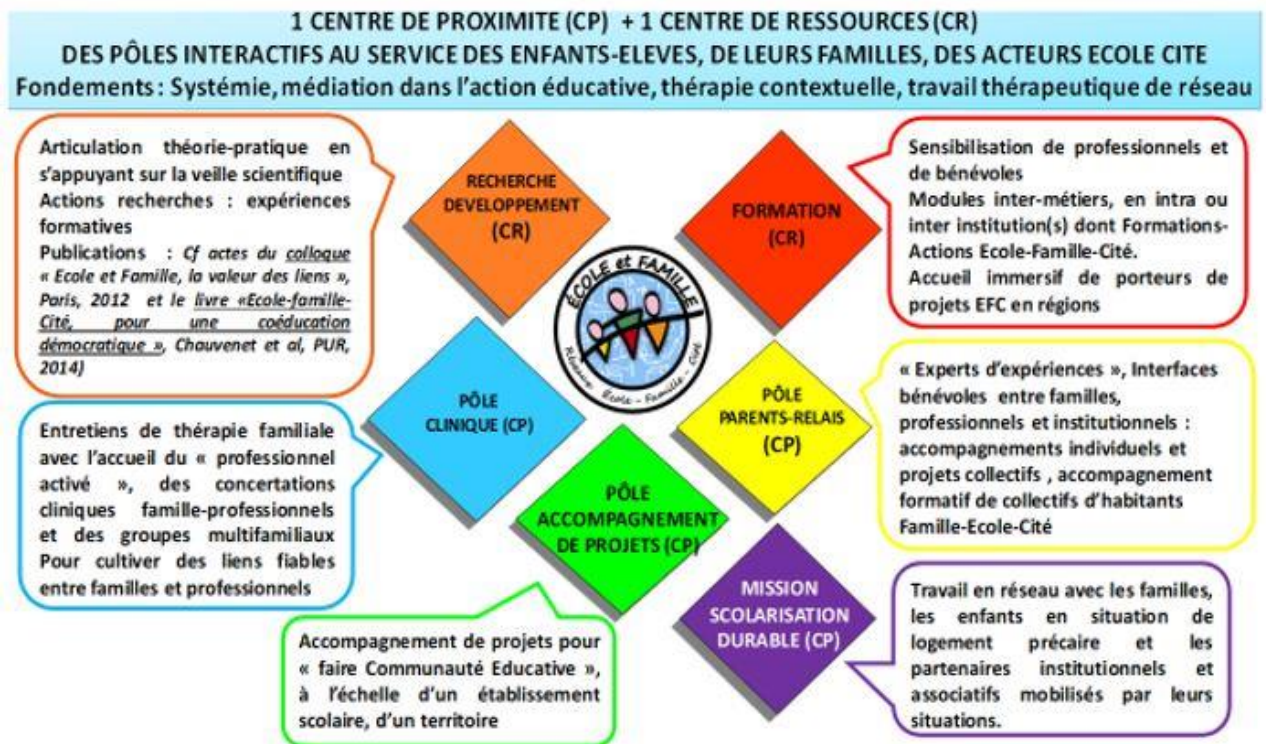 1 CENTRE DE PROXIMITE (CP) + 1 CENTRE DE RESSOURCES (CR)
DES PÔLES INTERACTIFS AU SERVICE DES ENFANTS-ELEVES, DE LEURS FAMILLES, DES ACTEURS ECOLE CITE
Fondements : Systémie, médiation dans l'action éducative, thérapie contextuelle, travail thérapeutique de réseau
Articulation théorie-pratique en
s'appuyant sur la veille scientifique
Actions recherches : expériences
formatives
Publications : Cf actes du colloque
« Ecole et Famille, la valeur des liens »,
Paris, 2012 et le livre «Ecole-famille-
Cité, pour une coéducation
démocratique », Chauvenet et al, PUR,
2014)
RECHERCHE
DEVELOPPEMENT
(CR)
FORMATION
(CR)
Sensibilisation de professionnels et
de bénévoles
Modules inter-métiers, en intra ou
inter institution(s) dont Formations-
Actions Ecole-Famille-Cité.
Accueil immersif de porteurs de
projets EFC en régions
ÉCOLE et FAMILLE
Réseaux École - Famille - Cité
Entretiens de thérapie familiale
avec l'accueil du « professionnel
activé », des concertations
cliniques famille-professionnels
et des groupes multifamiliaux
Pour cultiver des liens fiables
entre familles et professionnels
PÔLE
CLINIQUE (CP)
PÔLE
PARENTS-RELAIS
(CP)
« Experts d'expériences », Interfaces
bénévoles entre familles,
professionnels et institutionnels :
accompagnements individuels et
projets collectifs , accompagnement
formatif de collectifs d'habitants
Famille-Ecole-Cité
PÔLE
ACCOMPAGNEMENT
DE PROJETS (CP)
Accompagnement de projets pour
« faire Communauté Educative »,
à l'échelle d'un établissement
scolaire, d'un territoire
MISSION
SCOLARISATION
DURABLE (CP)
Travail en réseau avec les familles,
les enfants en situation de
logement précaire et les
partenaires institutionnels et
associatifs mobilisés par leurs
situations.